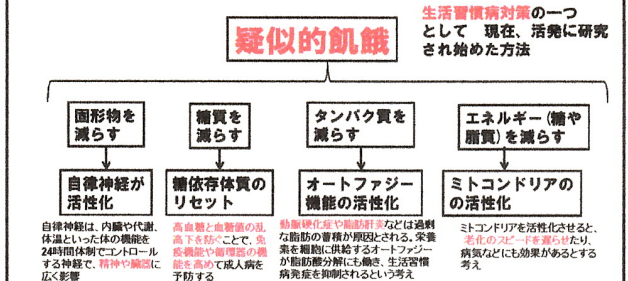 生活習慣病対策の一つ
として 現在、活発に研究
され始めた方法
疑似的飢餓
固形物を
減らす
糖質を
減らす
タンパク質を
減らす
エネルギー(糖や
脂質)を減らす
自律神経が
活性化
糖依存体質の
リセット
オートファジー
機能の活性化
ミトコンドリアの
の活性化
自律神経は、内臓や代謝、
体温といった体の機能を
24時間体制でコントロール
する神経で、精神や臓器に
広く影響
高血糖と血糖値の乱
高下を防ぐことで、免
疫機能や循環器の機
能を高めて成人病を
予防する
動脈硬化症や脂肪肝炎などは過剰
な脂肪の蓄積が原因とされる。栄養
素を細胞に供給するオートファジー
が脂肪酸分解にも働き、生活習慣
病発症を抑制されるという考え
ミトコンドリアを活性化させると、
老化のスピードを遅らせたり、
病気などにも効果があるとする
考え